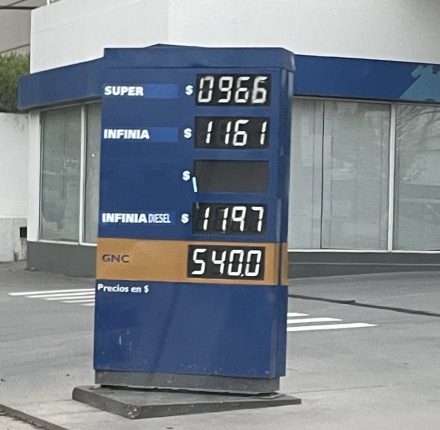 SUPER $ 0966
INFINIA $ 1161
$
INFINIA DIESEL $ 1197
GNC 540.0
Precios en $